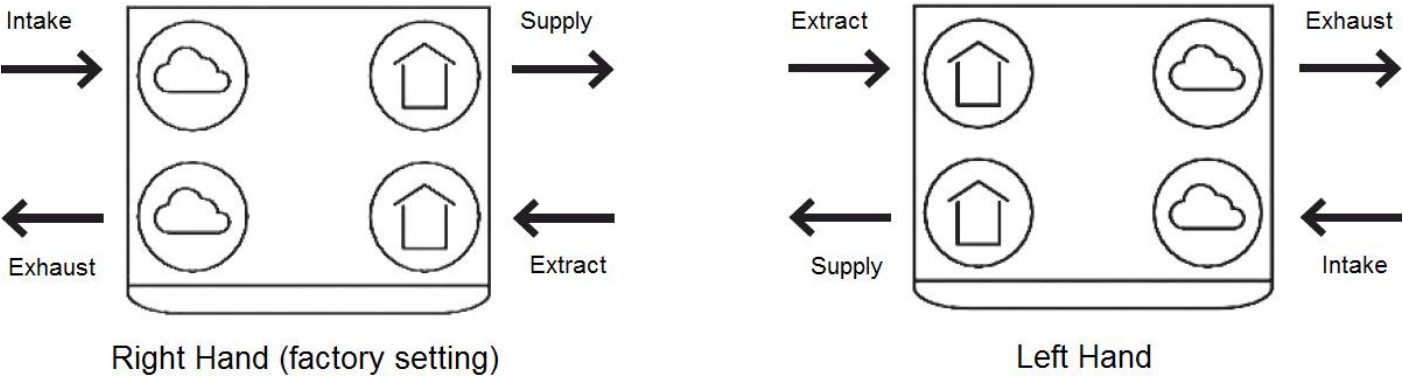 Intake
Supply
Exhaust
Extract
Right Hand (factory setting)
Extract
Exhaust
Supply
Intake
Left Hand